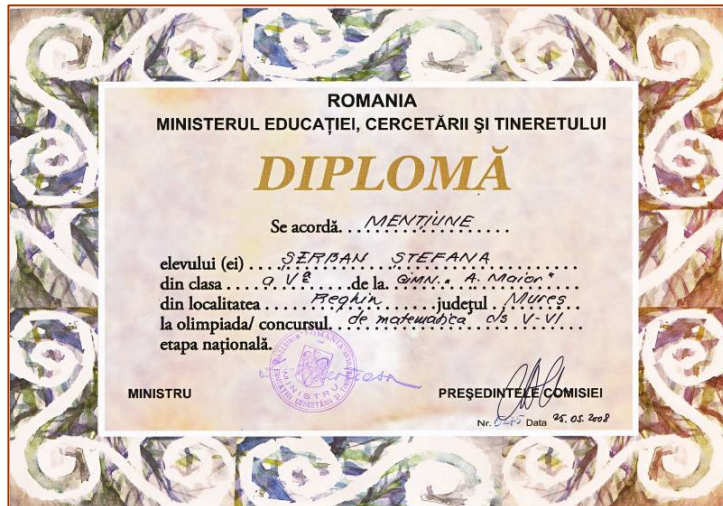 ROMANIA
MINISTERUL EDUCAȚIEI, CERCETĂRII ȘI TINERETULUI
DIPLOMĂ
Se acordă. MENȚIUNE
elevului (ei) ... ȘERBAN ȘTEFANA
din clasa . a Vª ... de la. GIMN. „A. Maior"
din localitatea ... Reghin ... județul . Mureș
la olimpiada/ concursul. de matematica cls V-VI
etapa națională.
MINISTRU
PREȘEDINTELE COMISIEI
Nr. Data 25.05.2008